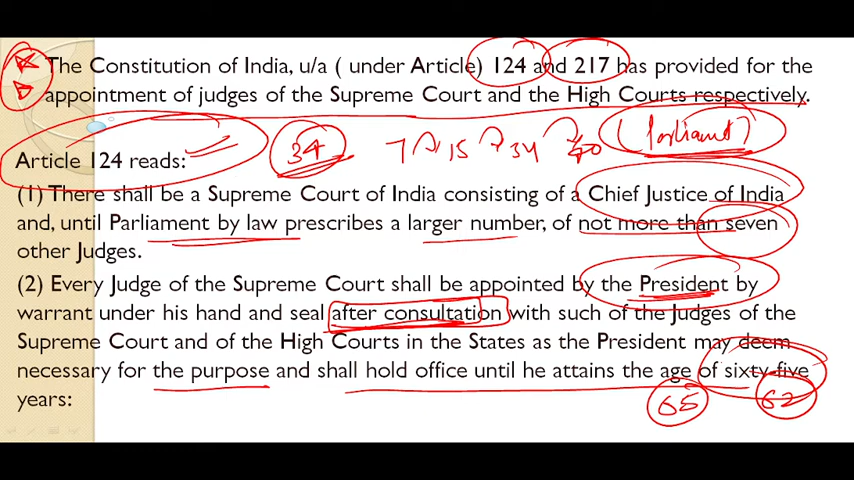 The Constitution of India, u/a ( under Article) 124 and 217 has provided for the
appointment of judges of the Supreme Court and the High Courts respectively.
34 7 15 34 40 (Parliament)
Article 124 reads:
(1) There shall be a Supreme Court of India consisting of a Chief Justice of India
and, until Parliament by law prescribes a larger number, of not more than seven
other Judges.
(2) Every Judge of the Supreme Court shall be appointed by the President by
warrant under his hand and seal after consultation with such of the Judges of the
Supreme Court and of the High Courts in the States as the President may deem
necessary for the purpose and shall hold office until he attains the age of sixty-five
years:
65 62